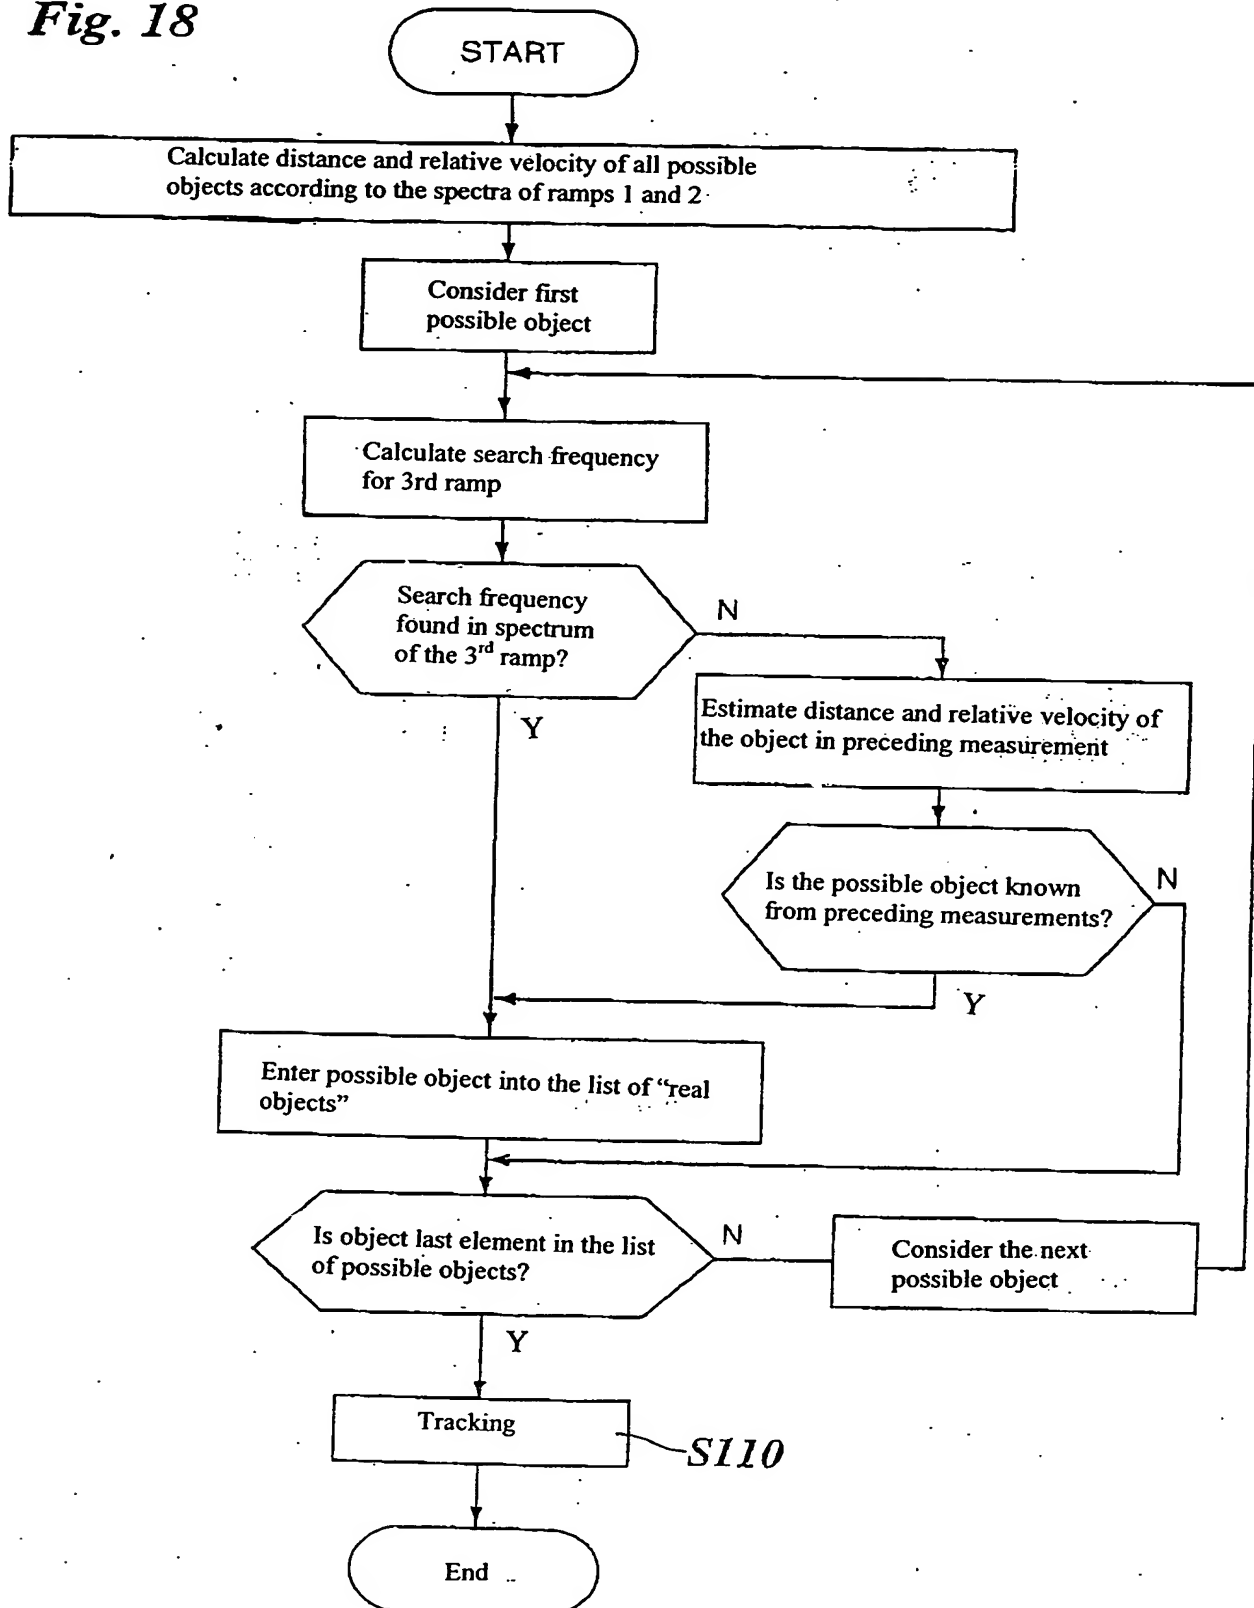 Fig. 18
START
Calculate distance and relative velocity of all possible
objects according to the spectra of ramps 1 and 2
Consider first
possible object
Calculate search frequency
for 3rd ramp
Search frequency
found in spectrum
of the 3rd ramp?
N
Y
Estimate distance and relative velocity of
the object in preceding measurement
Is the possible object known
from preceding measurements?
N
Y
Enter possible object into the list of “real
objects”
Is object last element in the list
of possible objects?
N
Consider the next
possible object
Y
Tracking
S110
End